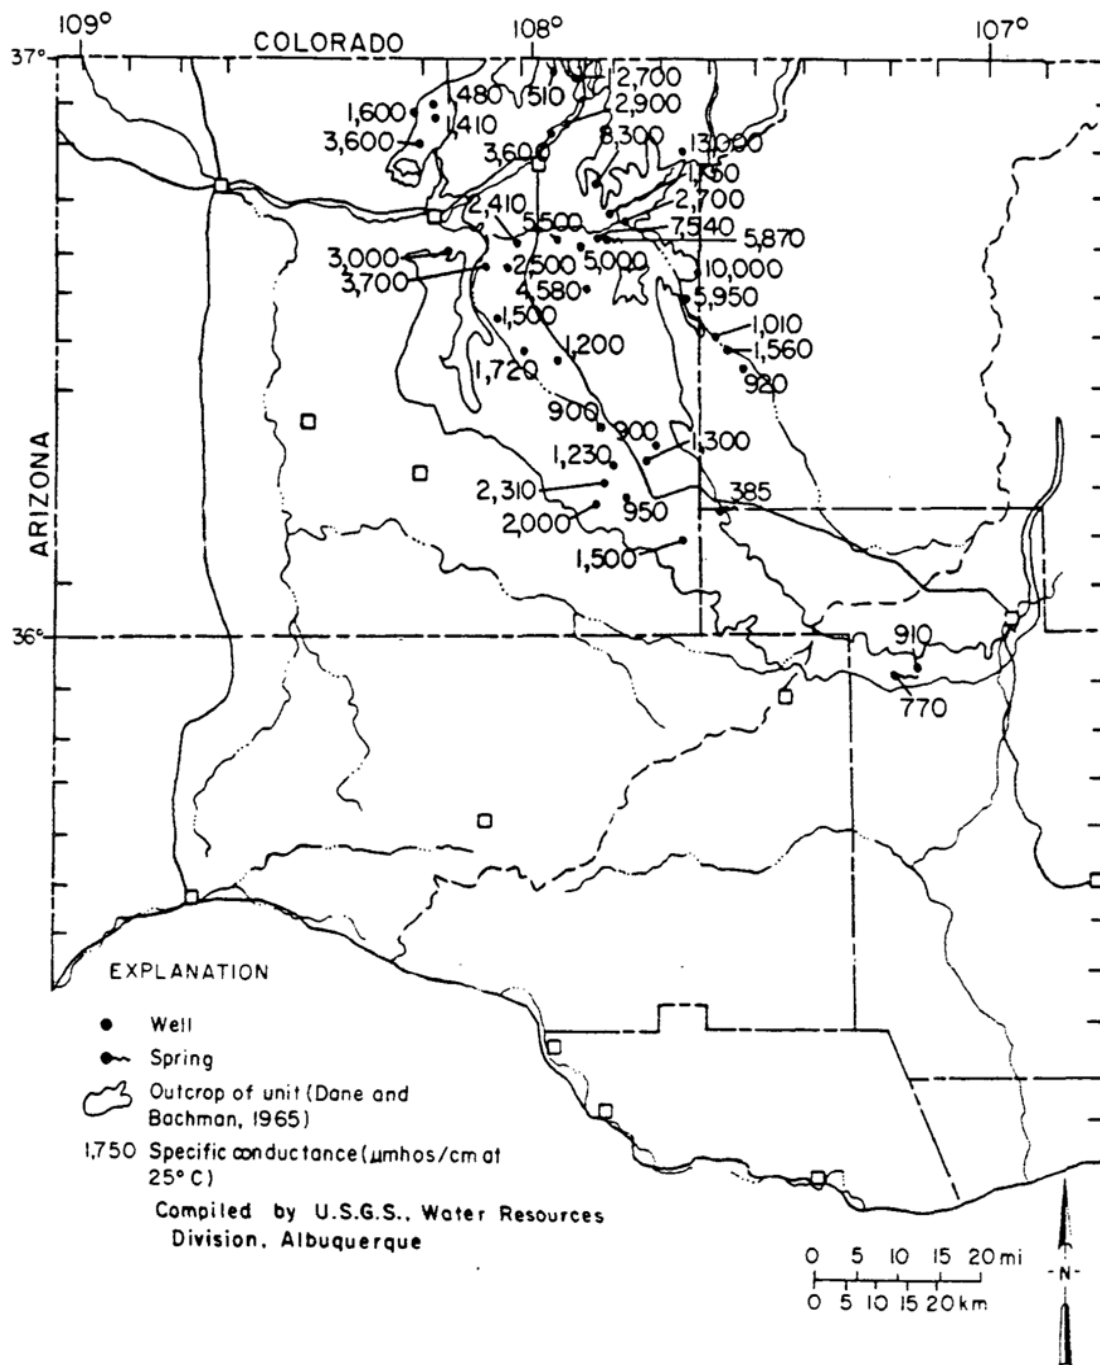 109° 108° 107°
37° COLORADO
480 510 12,700
1,600 1,410 2,900
3,600 3,600 8,300 13,000
1,750
2,410 5,500 2,700
7,540
3,000 5,870
3,700 2,500 5,000 10,000
4,580 5,950
1,500 1,010
1,200 1,560
1,720 920
900 900 1,300
1,230
2,310 385
2,000 950
1,500
ARIZONA
36° 910
770
EXPLANATION
Well
Spring
Outcrop of unit (Dane and
Bachman, 1965)
1,750 Specific conductance (µmhos/cm at
25° C)
Compiled by U.S.G.S., Water Resources
Division, Albuquerque
0 5 10 15 20 mi
0 5 10 15 20 km
-N-